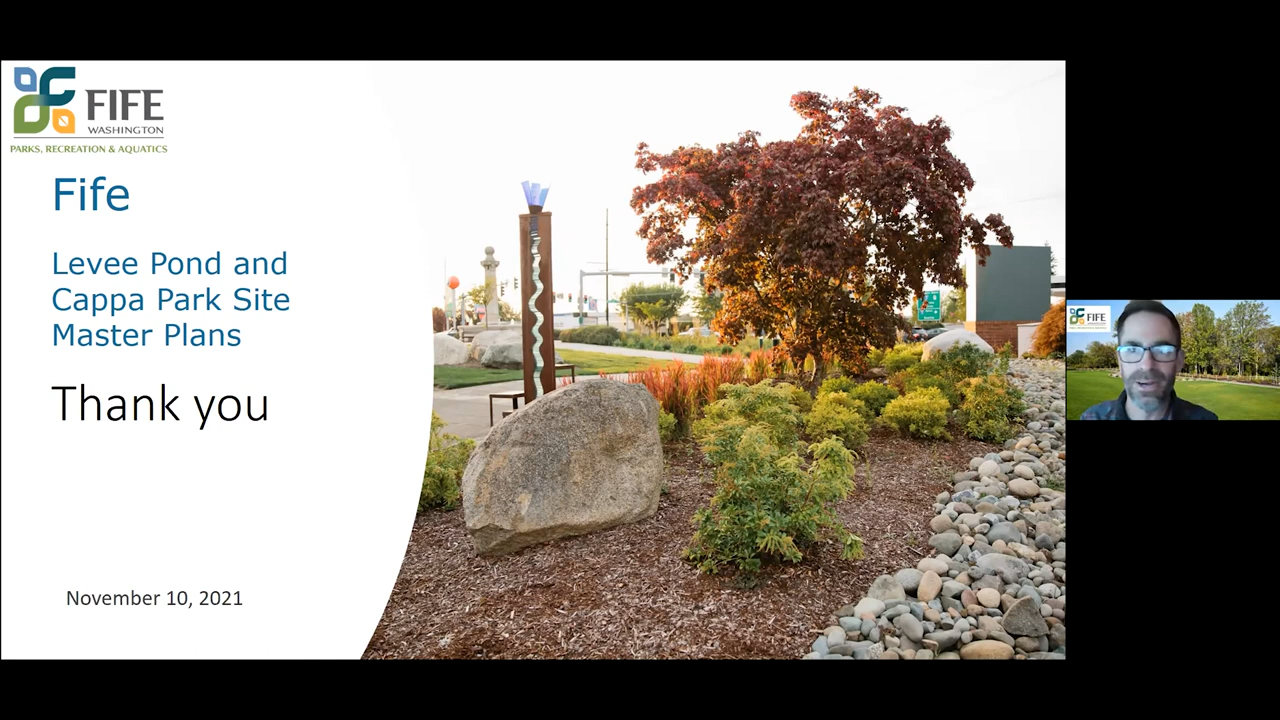 FIFE
WASHINGTON
PARKS, RECREATION & AQUATICS
Fife
Levee Pond and
Cappa Park Site
Master Plans
Thank you
November 10, 2021
FIFE